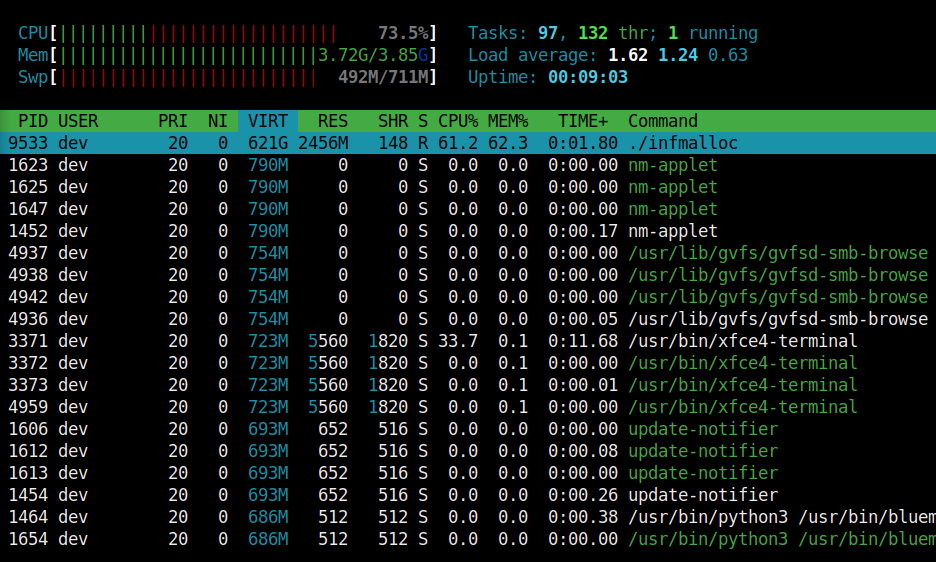 CPU[||||||||||||||||||||||||||||     73.5%]   Tasks: 97, 132 thr; 1 running
Mem[||||||||||||||||||||||||||3.72G/3.85G]   Load average: 1.62 1.24 0.63
Swp[||||||||||||||||||||||||||  492M/711M]   Uptime: 00:09:03
PID USER PRI NI VIRT RES SHR S CPU% MEM% TIME+ Command
9533 dev 20 0 621G 2456M 148 R 61.2 62.3 0:01.80 ./infmalloc
1623 dev 20 0 790M 0 0 S 0.0 0.0 0:00.00 nm-applet
1625 dev 20 0 790M 0 0 S 0.0 0.0 0:00.00 nm-applet
1647 dev 20 0 790M 0 0 S 0.0 0.0 0:00.00 nm-applet
1452 dev 20 0 790M 0 0 S 0.0 0.0 0:00.17 nm-applet
4937 dev 20 0 754M 0 0 S 0.0 0.0 0:00.00 /usr/lib/gvfs/gvfsd-smb-browse
4938 dev 20 0 754M 0 0 S 0.0 0.0 0:00.00 /usr/lib/gvfs/gvfsd-smb-browse
4942 dev 20 0 754M 0 0 S 0.0 0.0 0:00.00 /usr/lib/gvfs/gvfsd-smb-browse
4936 dev 20 0 754M 0 0 S 0.0 0.0 0:00.05 /usr/lib/gvfs/gvfsd-smb-browse
3371 dev 20 0 723M 5560 1820 S 33.7 0.1 0:11.68 /usr/bin/xfce4-terminal
3372 dev 20 0 723M 5560 1820 S 0.0 0.1 0:00.00 /usr/bin/xfce4-terminal
3373 dev 20 0 723M 5560 1820 S 0.0 0.1 0:00.01 /usr/bin/xfce4-terminal
4959 dev 20 0 723M 5560 1820 S 0.0 0.1 0:00.00 /usr/bin/xfce4-terminal
1606 dev 20 0 693M 652 516 S 0.0 0.0 0:00.00 update-notifier
1612 dev 20 0 693M 652 516 S 0.0 0.0 0:00.08 update-notifier
1613 dev 20 0 693M 652 516 S 0.0 0.0 0:00.00 update-notifier
1454 dev 20 0 693M 652 516 S 0.0 0.0 0:00.26 update-notifier
1464 dev 20 0 686M 512 512 S 0.0 0.0 0:00.38 /usr/bin/python3 /usr/bin/bluem
1654 dev 20 0 686M 512 512 S 0.0 0.0 0:00.00 /usr/bin/python3 /usr/bin/bluem